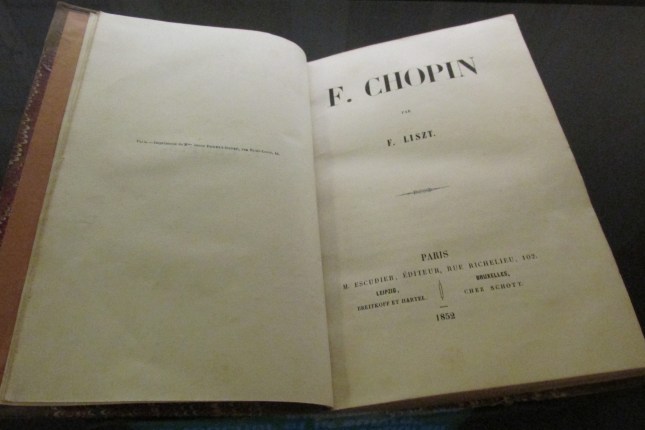 F. CHOPIN
PAR
F. LISZT.
PARIS
M. ESCUDIER, ÉDITEUR, RUE RICHELIEU, 102.
LEIPZIG,
BREITKOPF ET HARTEL.
BRUXELLES,
CHEZ SCHOTT.
1852